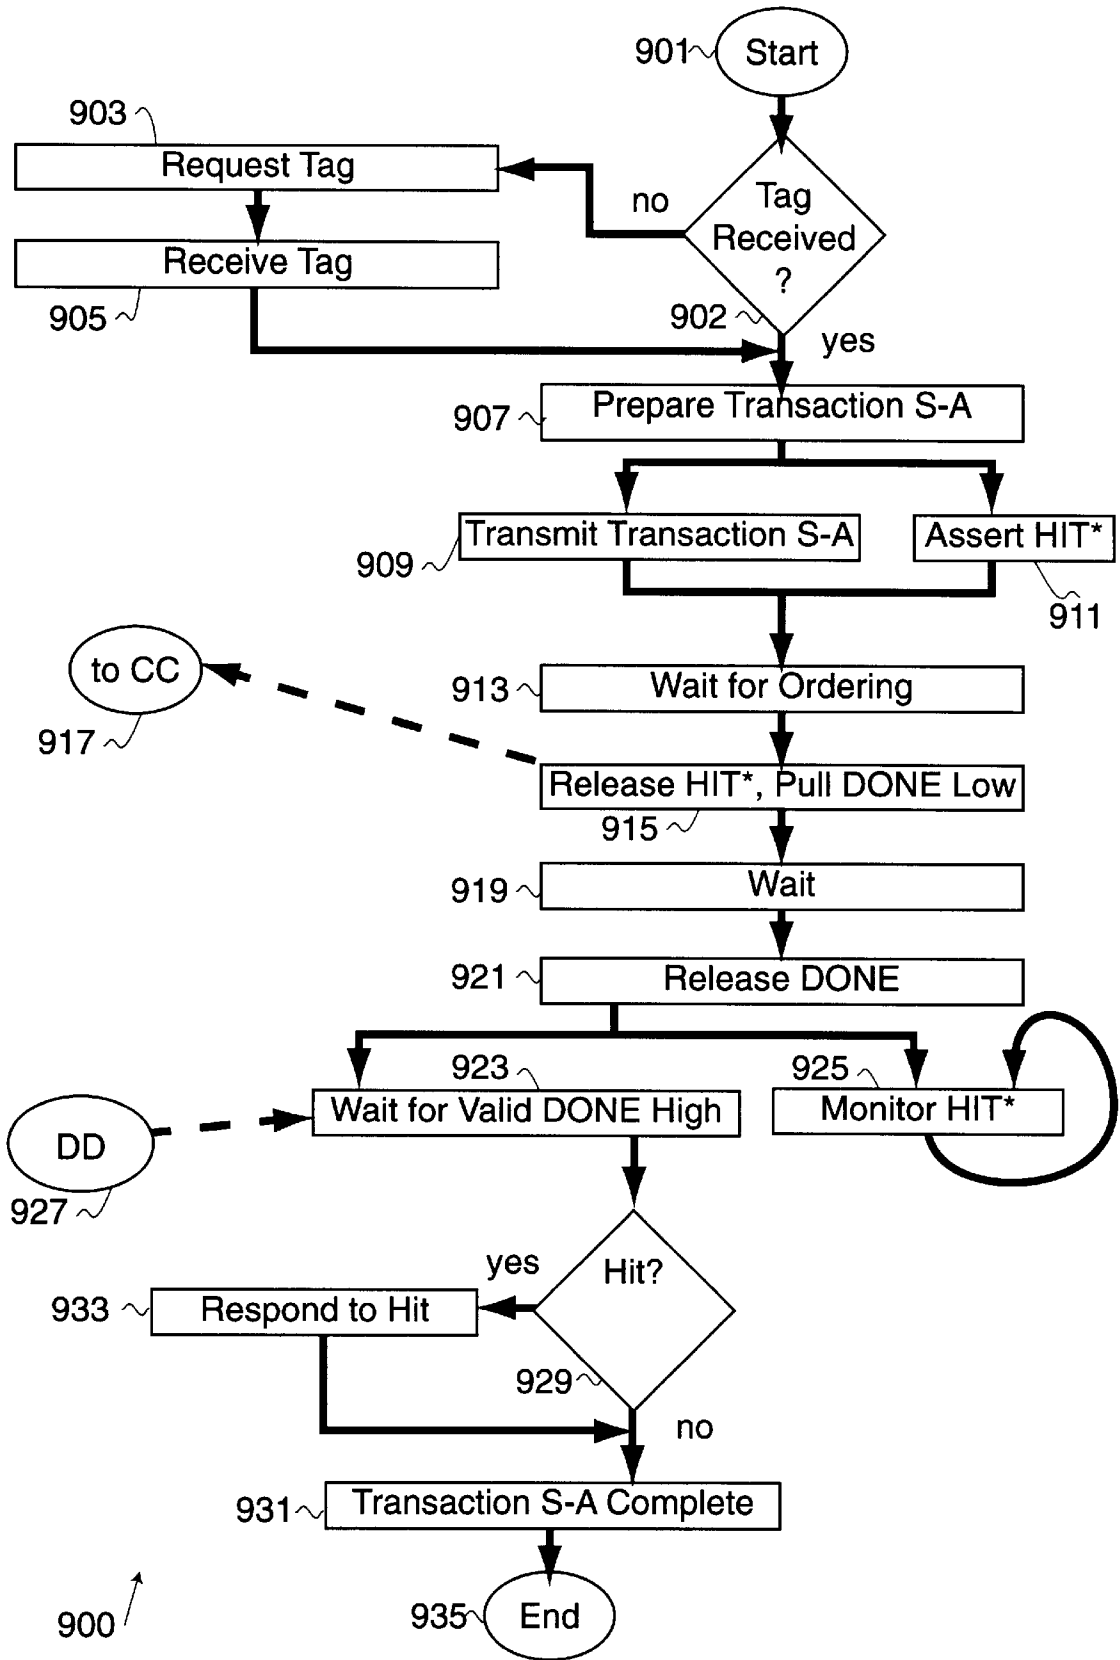 901
Start
903
Request Tag
no
Tag
Received
?
Receive Tag
905
902
yes
907
Prepare Transaction S-A
Transmit Transaction S-A
Assert HIT*
909
911
to CC
917
913
Wait for Ordering
Release HIT*, Pull DONE Low
915
919
Wait
921
Release DONE
923
925
Wait for Valid DONE High
Monitor HIT*
DD
927
yes
Hit?
933
Respond to Hit
929
no
931
Transaction S-A Complete
900
935
End